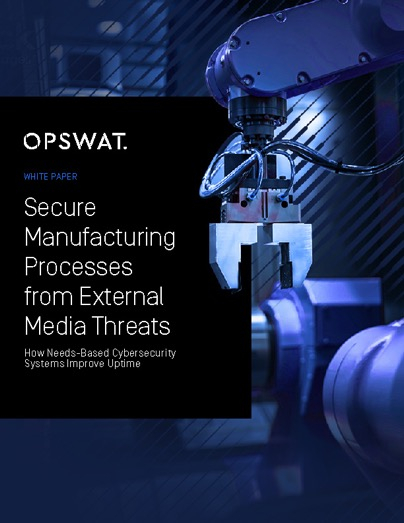 OPSWAT.
WHITE PAPER
Secure
Manufacturing
Processes
from External
Media Threats
How Needs-Based Cybersecurity
Systems Improve Uptime